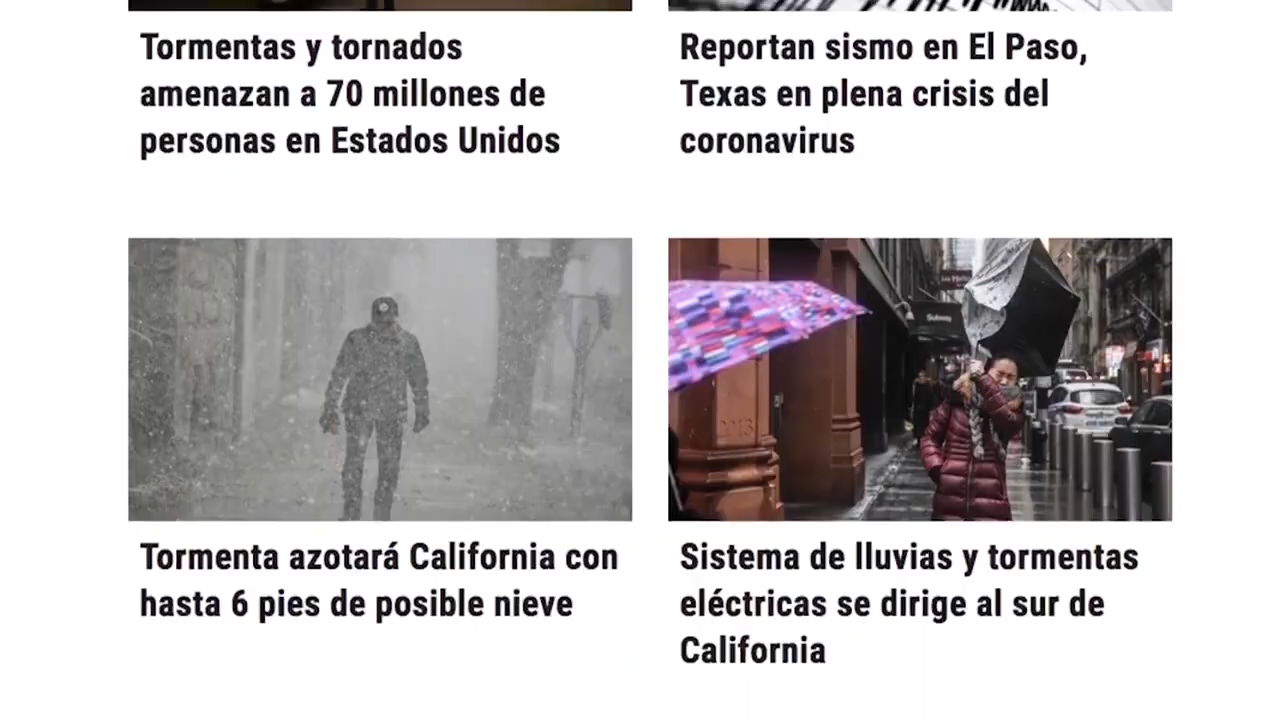 Tormentas y tornados
amenazan a 70 millones de
personas en Estados Unidos
Reportan sismo en El Paso,
Texas en plena crisis del
coronavirus
2013
Subway
Tormenta azotará California con
hasta 6 pies de posible nieve
Sistema de lluvias y tormentas
eléctricas se dirige al sur de
California